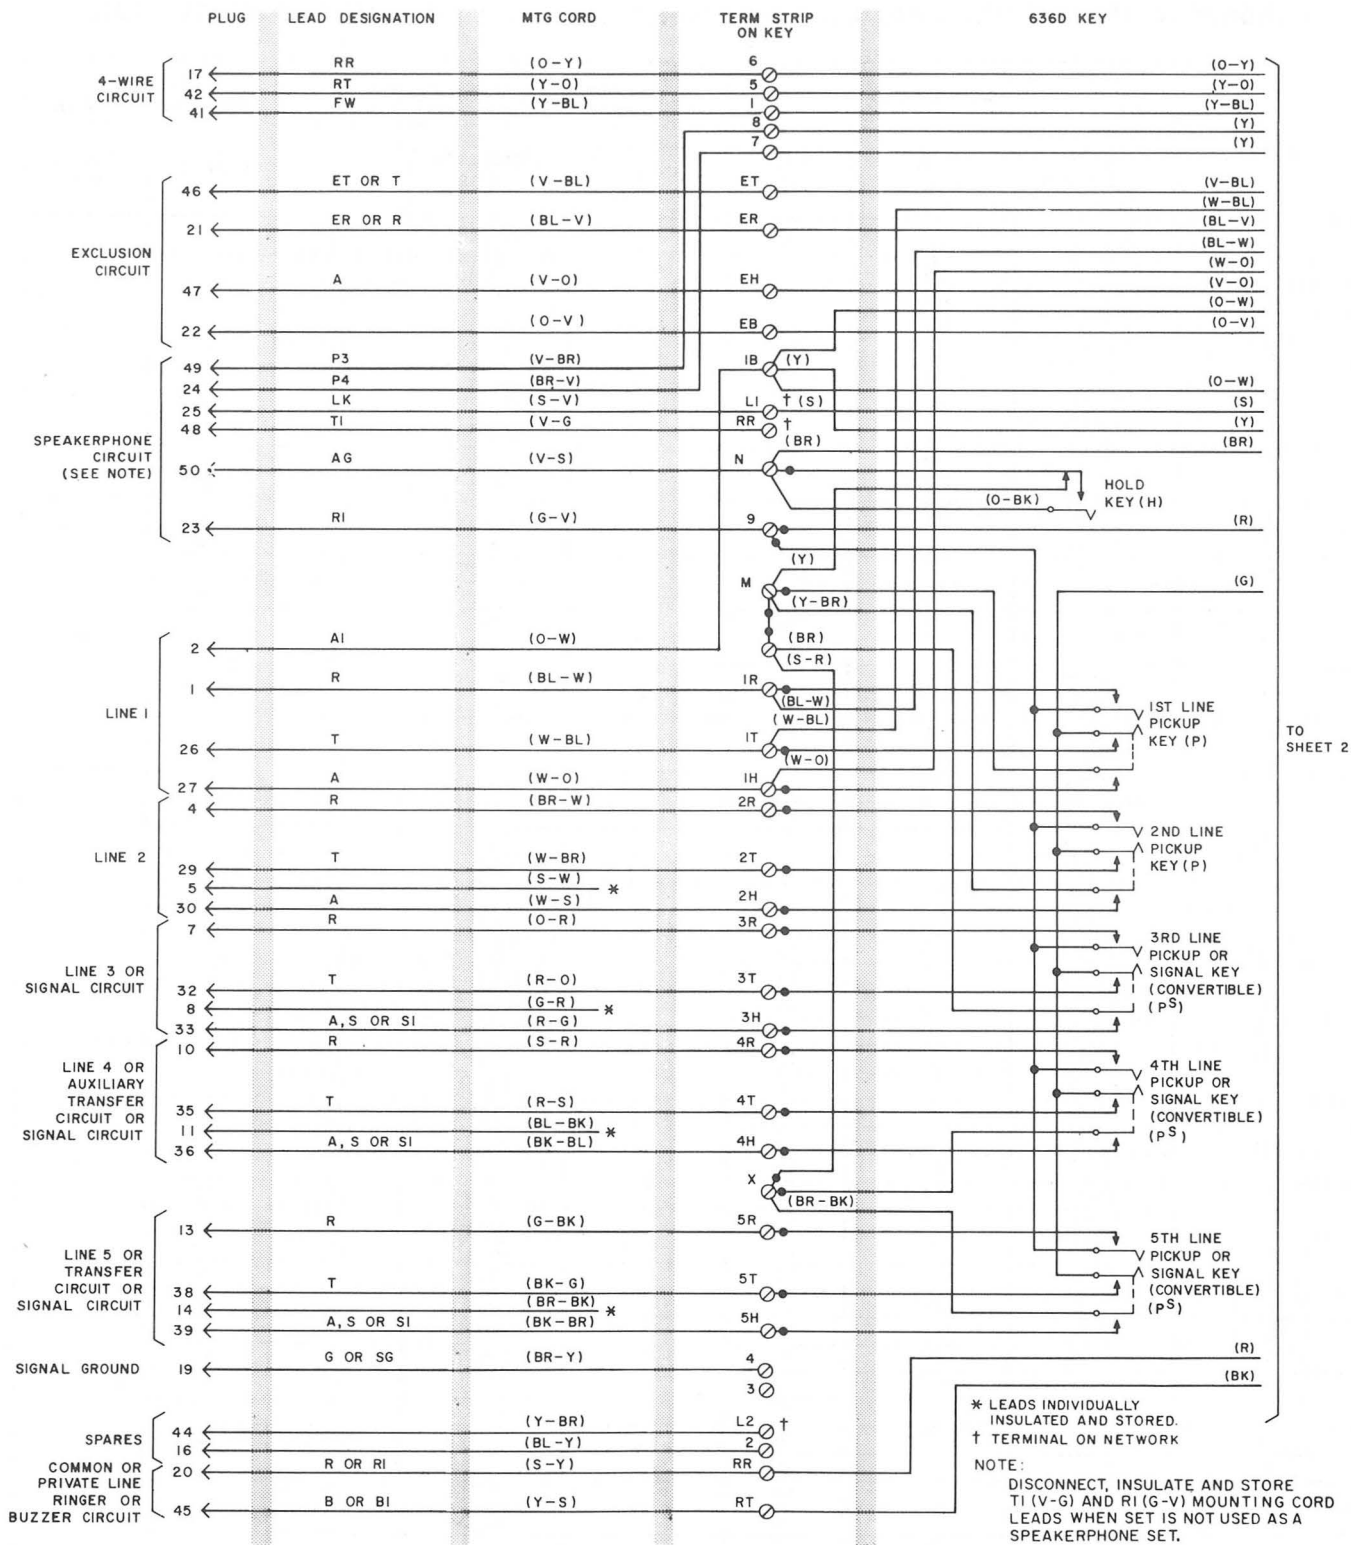 PLUG LEAD DESIGNATION MTG CORD TERM STRIP ON KEY 636D KEY
4-WIRE CIRCUIT
17 RR (O-Y) 6 (O-Y)
42 RT (Y-O) 5 (Y-O)
41 FW (Y-BL) 1 (Y-BL)
8 (Y)
7 (Y)
EXCLUSION CIRCUIT
46 ET OR T (V-BL) ET (V-BL)
(W-BL)
21 ER OR R (BL-V) ER (BL-V)
(BL-W)
(W-O)
47 A (V-O) EH (V-O)
(O-W)
22 (O-V) EB (O-V)
SPEAKERPHONE CIRCUIT (SEE NOTE)
49 P3 (V-BR) IB (Y)
24 P4 (BR-V) (O-W)
25 LK (S-V) LI † (S) (S)
48 TI (V-G RR † (Y)
(BR) (BR)
50 AG (V-S) N
(O-BK) HOLD KEY (H)
23 RI (G-V) 9 (R)
(Y)
M (G)
(Y-BR)
LINE 1
2 AI (O-W) (BR)
(S-R)
1 R (BL-W) IR
(BL-W)
(W-BL)
26 T (W-BL) IT
(W-O)
27 A (W-O) IH
1ST LINE PICKUP KEY (P)
TO SHEET 2
LINE 2
4 R (BR-W) 2R
29 T (W-BR) 2T
5 (S-W) *
30 A (W-S) 2H
2ND LINE PICKUP KEY (P)
LINE 3 OR SIGNAL CIRCUIT
7 R (O-R) 3R
32 T (R-O) 3T
8 (G-R) *
33 A,S OR SI (R-G) 3H
3RD LINE PICKUP OR SIGNAL KEY (CONVERTIBLE) (PS)
LINE 4 OR AUXILIARY TRANSFER CIRCUIT OR SIGNAL CIRCUIT
10 R (S-R) 4R
35 T (R-S) 4T
11 (BL-BK) *
36 A,S OR SI (BK-BL) 4H
4TH LINE PICKUP OR SIGNAL KEY (CONVERTIBLE) (PS)
X
(BR-BK)
LINE 5 OR TRANSFER CIRCUIT OR SIGNAL CIRCUIT
13 R (G-BK) 5R
38 T (BK-G) 5T
14 (BR-BK) *
39 A,S OR SI (BK-BR) 5H
5TH LINE PICKUP OR SIGNAL KEY (CONVERTIBLE) (PS)
SIGNAL GROUND 19 G OR SG (BR-Y) 4 (R)
3 (BK)
SPARES
44 (Y-BR) L2 †
16 (BL-Y) 2
COMMON OR PRIVATE LINE RINGER OR BUZZER CIRCUIT
20 R OR RI (S-Y) RR
45 B OR BI (Y-S) RT
* LEADS INDIVIDUALLY
INSULATED AND STORED.
† TERMINAL ON NETWORK
NOTE:
DISCONNECT, INSULATE AND STORE
TI (V-G) AND RI (G-V) MOUNTING CORD
LEADS WHEN SET IS NOT USED AS A
SPEAKERPHONE SET.